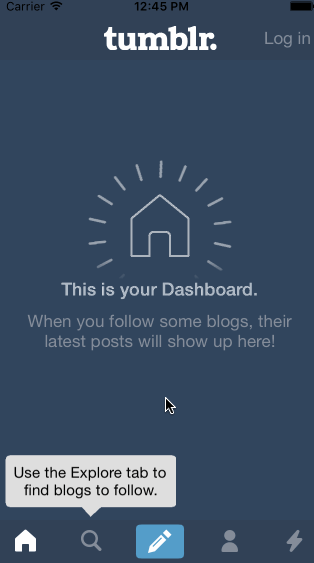 Carrier 12:45 PM
tumblr. Log in
This is your Dashboard.
When you follow some blogs, their
latest posts will show up here!
Use the Explore tab to
find blogs to follow.